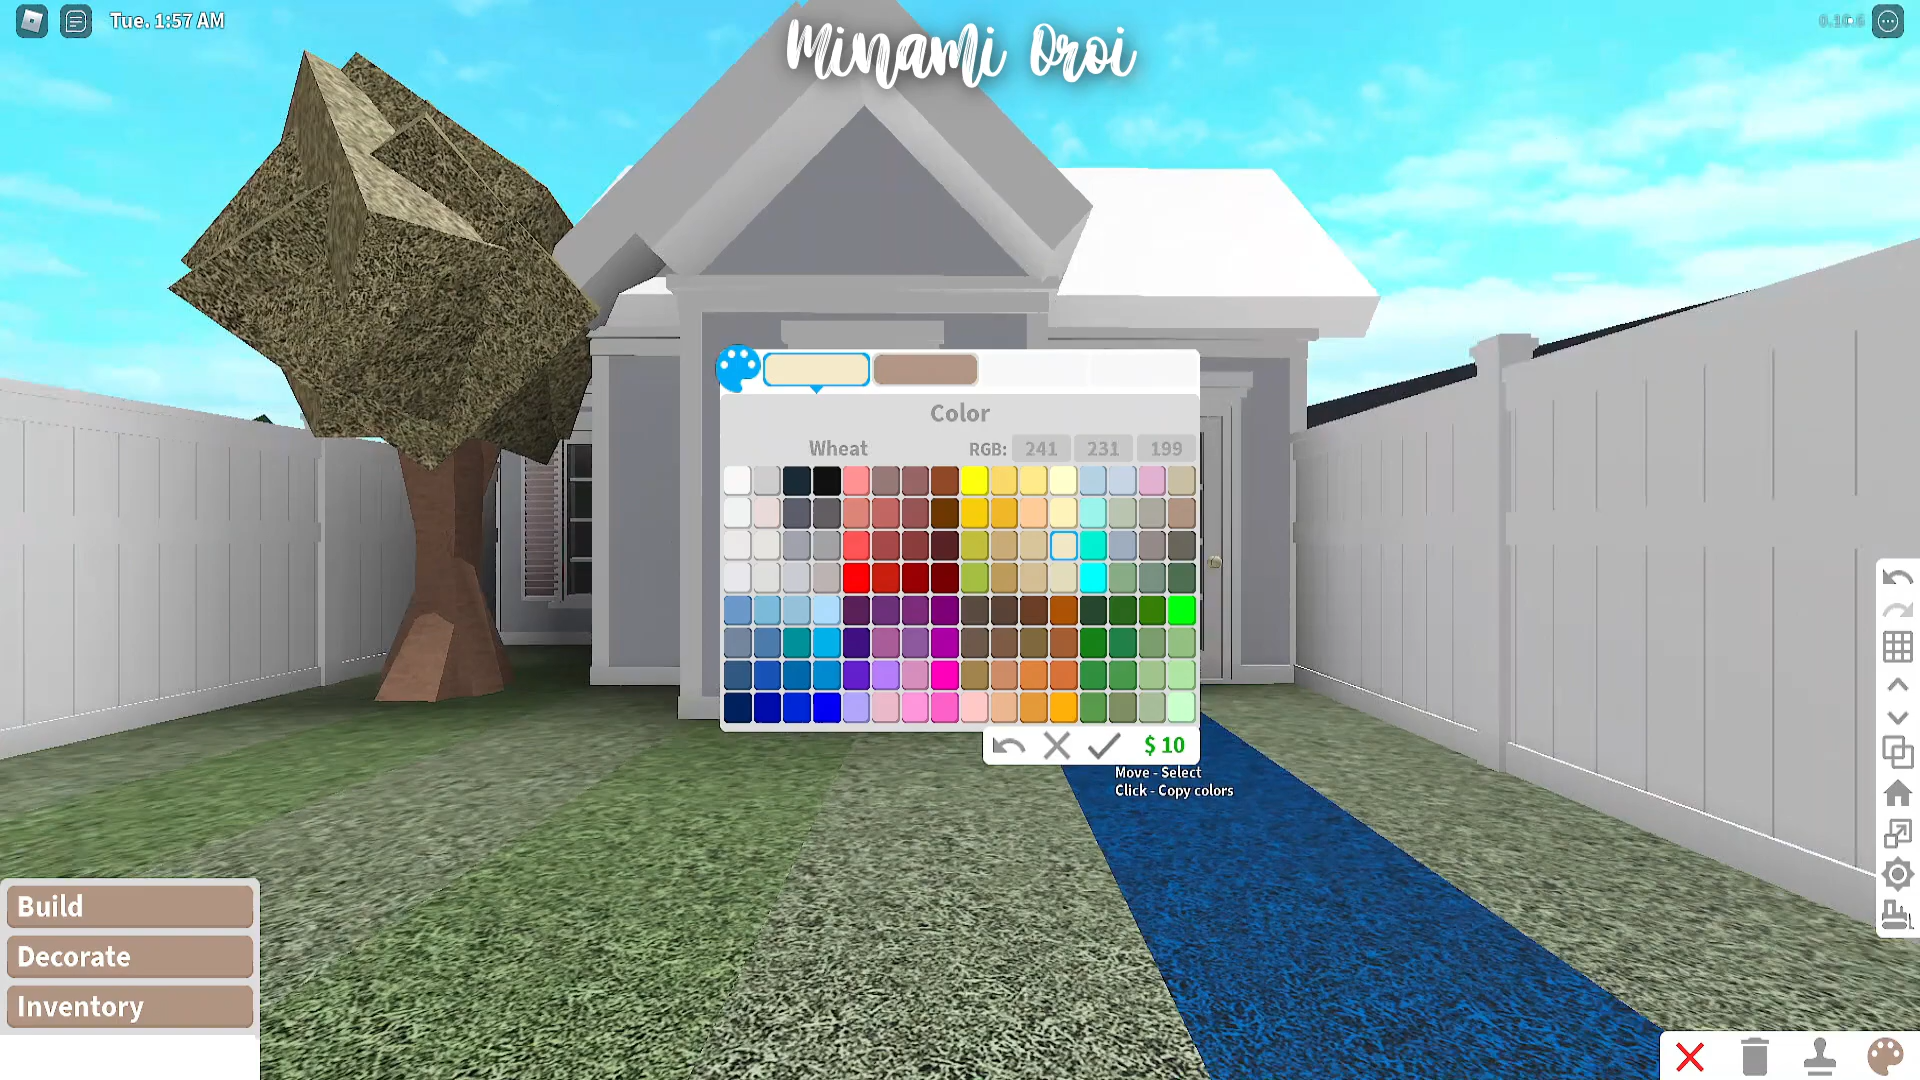 Tue. 1:57 AM
Minami Oroi
Color
Wheat
RGB: 241 231 199
$ 10
Move - Select
Click - Copy colors
Build
Decorate
Inventory